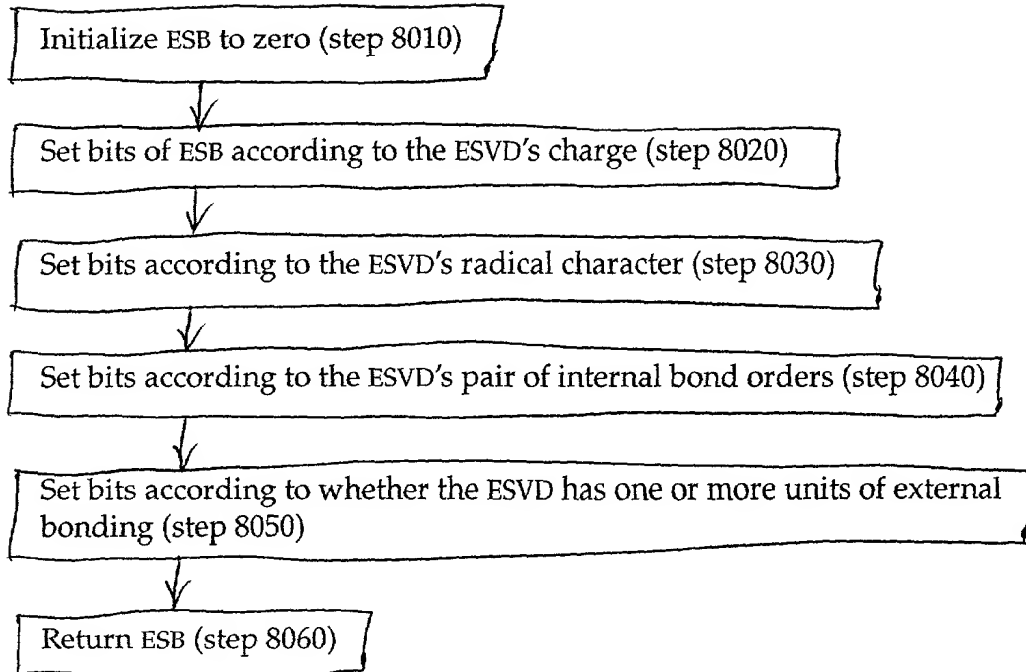 Initialize ESB to zero (step 8010)
Set bits of ESB according to the ESVD's charge (step 8020)
Set bits according to the ESVD's radical character (step 8030)
Set bits according to the ESVD's pair of internal bond orders (step 8040)
Set bits according to whether the ESVD has one or more units of external
bonding (step 8050)
Return ESB (step 8060)